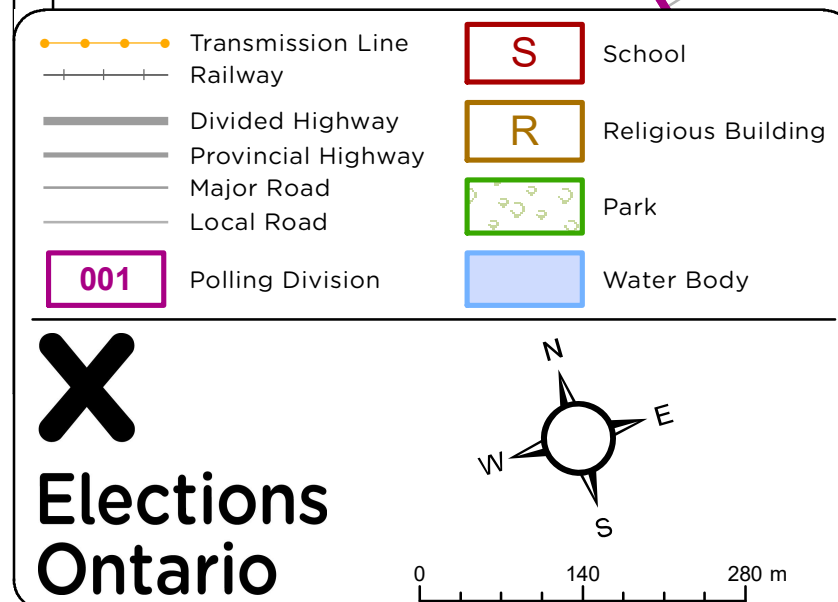 Transmission Line
Railway
Divided Highway
Provincial Highway
Major Road
Local Road
001 Polling Division
S School
R Religious Building
Park
Water Body
Elections
Ontario
N
E
W
S
0 140 280 m